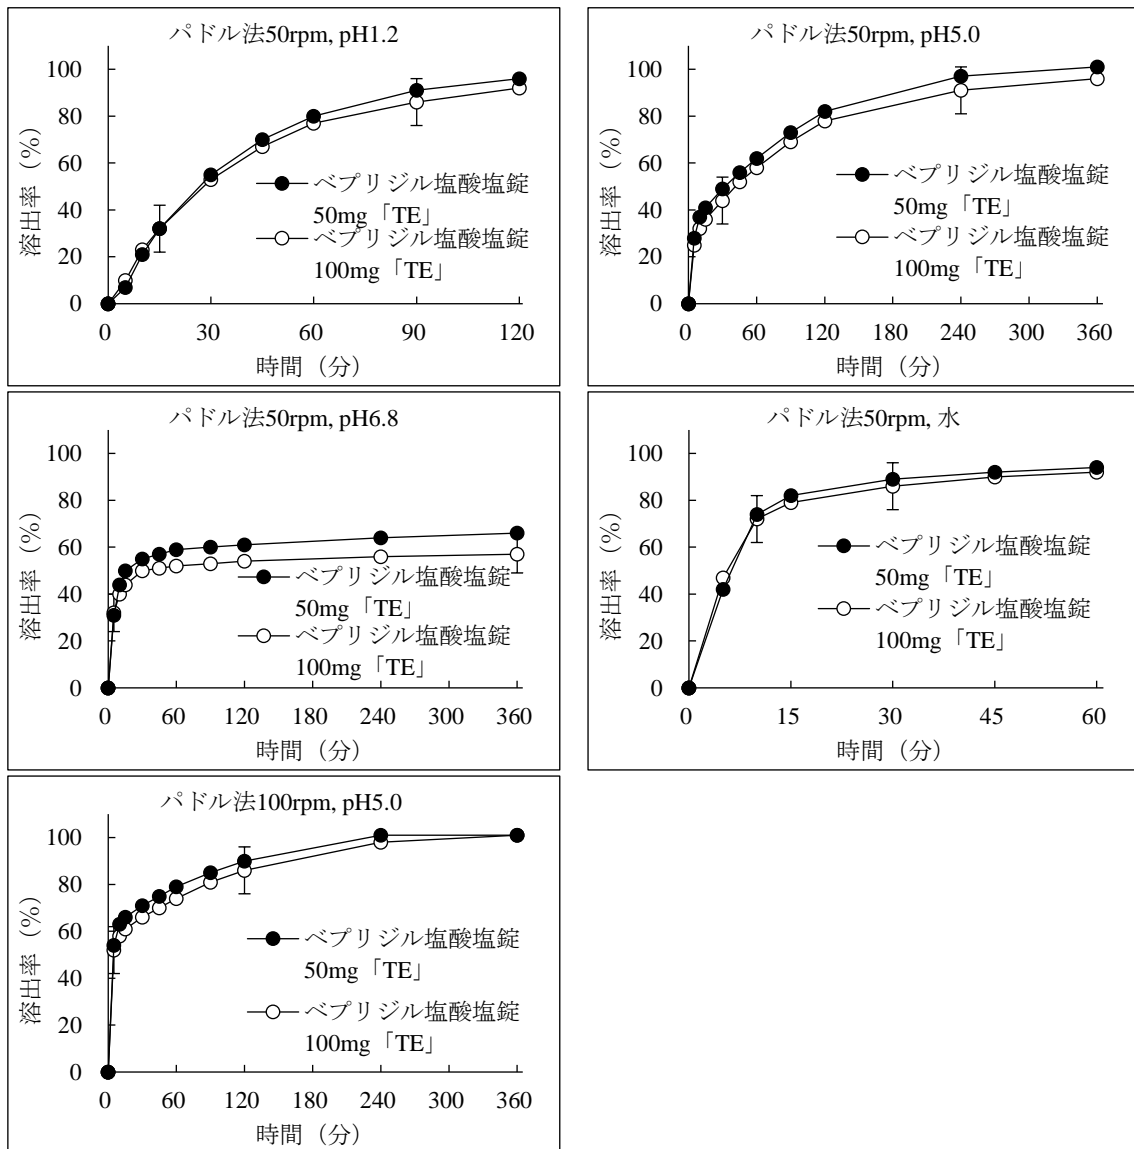 パドル法50rpm, pH1.2
100
80
60
40
20
0
溶出率（%）
ベプリジル塩酸塩錠
50mg「TE」
ベプリジル塩酸塩錠
100mg「TE」
0 30 60 90 120
時間（分）
パドル法50rpm, pH5.0
100
80
60
40
20
0
溶出率（%）
ベプリジル塩酸塩錠
50mg「TE」
ベプリジル塩酸塩錠
100mg「TE」
0 60 120 180 240 300 360
時間（分）
パドル法50rpm, pH6.8
100
80
60
40
20
0
溶出率（%）
ベプリジル塩酸塩錠
50mg「TE」
ベプリジル塩酸塩錠
100mg「TE」
0 60 120 180 240 300 360
時間（分）
パドル法50rpm, 水
100
80
60
40
20
0
溶出率（%）
ベプリジル塩酸塩錠
50mg「TE」
ベプリジル塩酸塩錠
100mg「TE」
0 15 30 45 60
時間（分）
パドル法100rpm, pH5.0
100
80
60
40
20
0
溶出率（%）
ベプリジル塩酸塩錠
50mg「TE」
ベプリジル塩酸塩錠
100mg「TE」
0 60 120 180 240 300 360
時間（分）